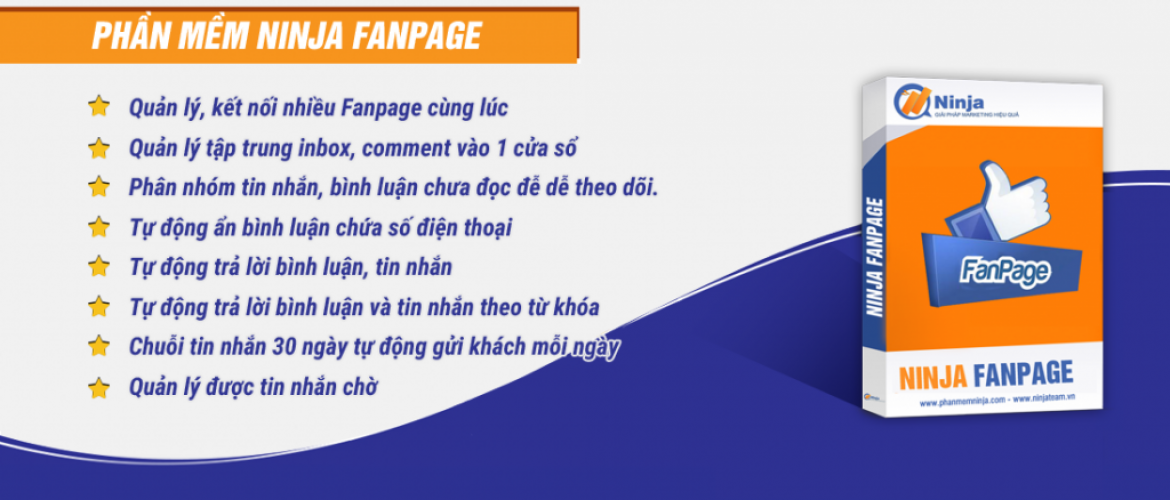 PHẦN MỀM NINJA FANPAGE
Quản lý, kết nối nhiều Fanpage cùng lúc
Quản lý tập trung inbox, comment vào 1 cửa sổ
Phân nhóm tin nhắn, bình luận chưa đọc đễ dễ theo dõi.
Tự động ẩn bình luận chứa số điện thoại
Tự động trả lời bình luận, tin nhắn
Tự động trả lời bình luận và tin nhắn theo từ khóa
Chuỗi tin nhắn 30 ngày tự động gửi khách mỗi ngày
Quản lý được tin nhắn chờ
Ninja
GIẢI PHÁP MARKETING HIỆU QUẢ
NINJA FANPAGE
FanPage
NINJA FANPAGE
www.phanmemninja.com - www.ninjateam.vn